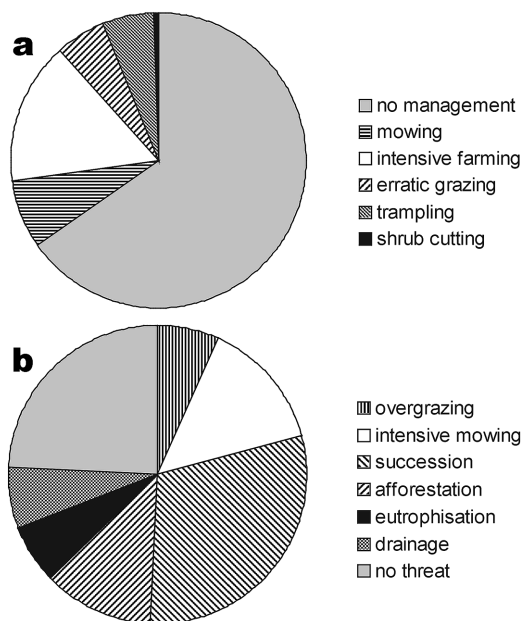 a
no management
mowing
intensive farming
erratic grazing
trampling
shrub cutting
b
overgrazing
intensive mowing
succession
afforestation
eutrophisation
drainage
no threat